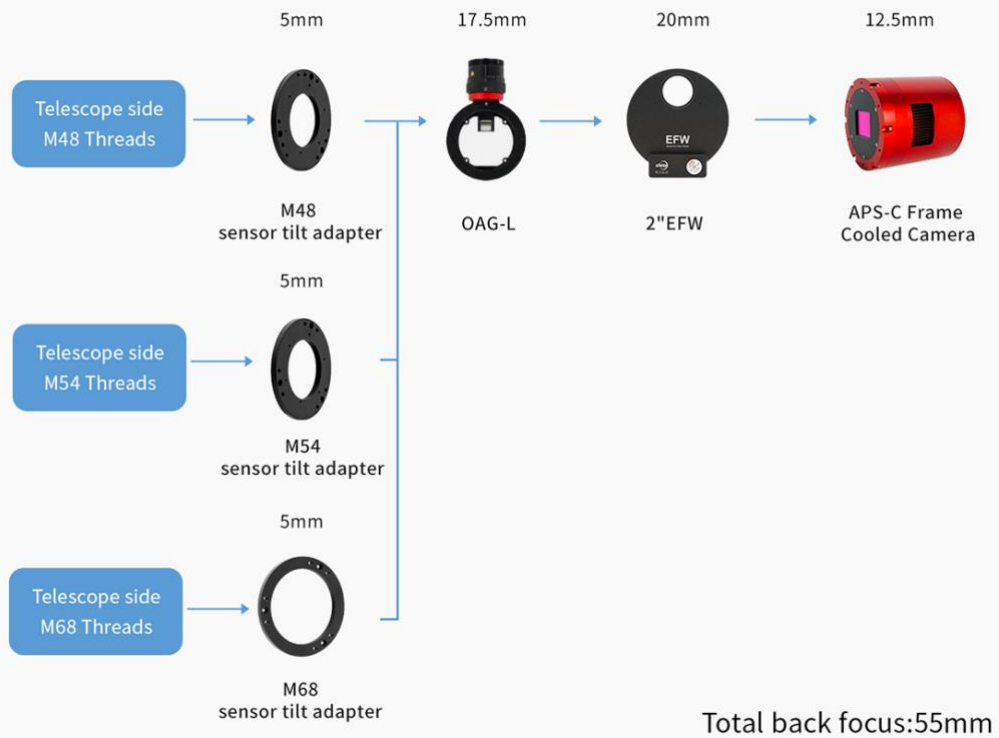 5mm
17.5mm
20mm
12.5mm
Telescope side
M48 Threads
EFW
M48
sensor tilt adapter
OAG-L
2"EFW
APS-C Frame
Cooled Camera
5mm
Telescope side
M54 Threads
M54
sensor tilt adapter
5mm
Telescope side
M68 Threads
M68
sensor tilt adapter
Total back focus:55mm